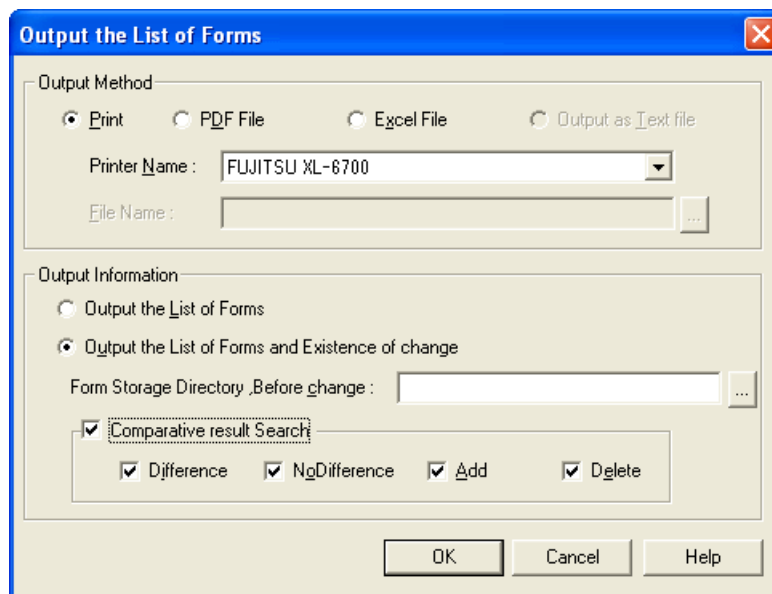 Output the List of Forms
Output Method
Print PDF File Excel File Output as Text file
Printer Name : FUJITSU XL-6700
File Name : ...
Output Information
Output the List of Forms
Output the List of Forms and Existence of change
Form Storage Directory ,Before change : ...
Comparative result Search
Difference NoDifference Add Delete
OK Cancel Help